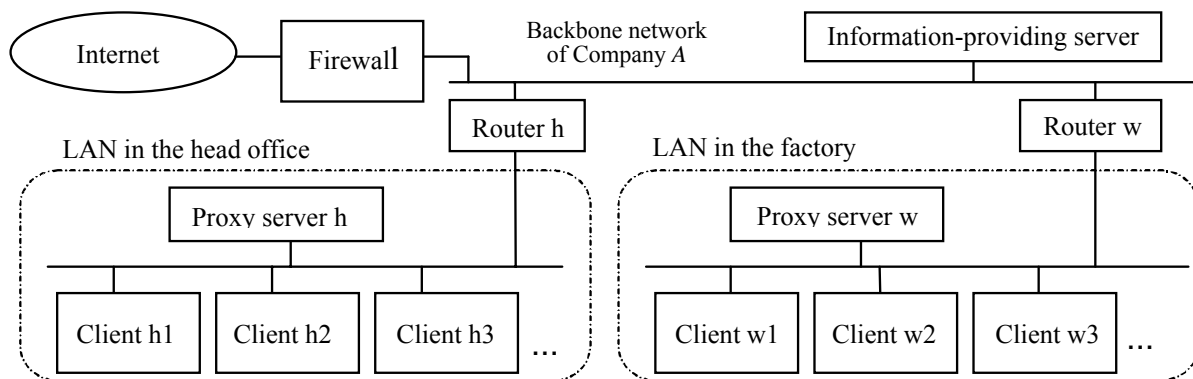 Internet
Firewall
Backbone network
of Company A
Information-providing server
Router h
Router w
LAN in the head office
LAN in the factory
Proxy server h
Proxy server w
Client h1
Client h2
Client h3
...
Client w1
Client w2
Client w3
...